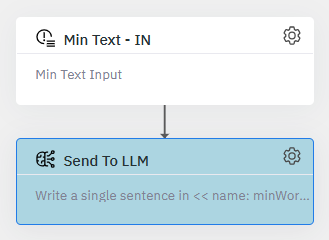 Min Text - IN
Min Text Input
Send To LLM
Write a single sentence in << name: minWor...